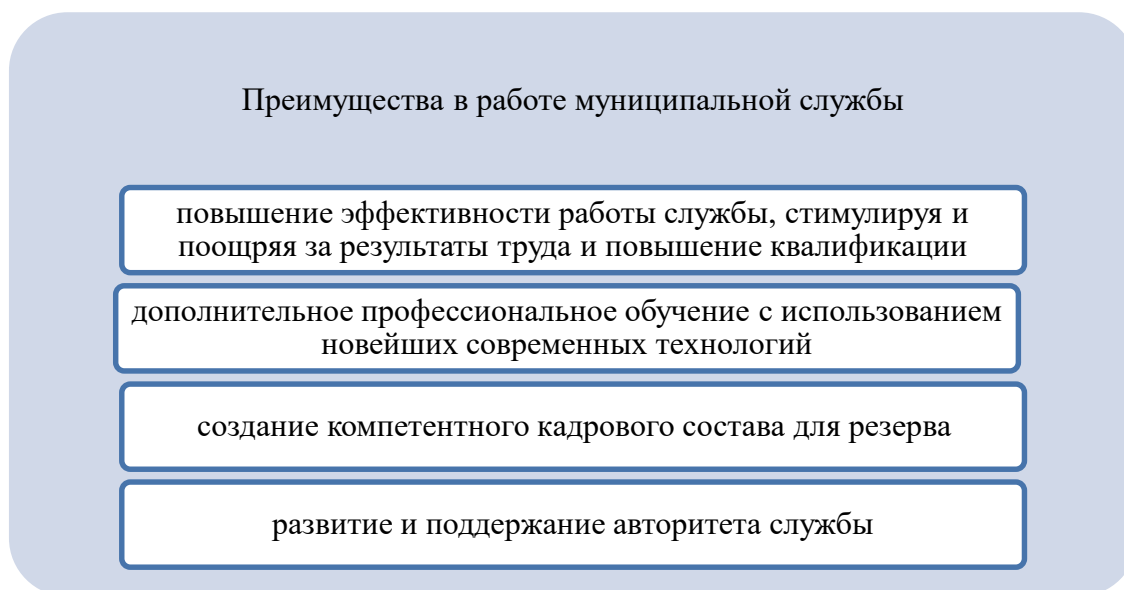 Преимущества в работе муниципальной службы
повышение эффективности работы службы, стимулируя и
поощряя за результаты труда и повышение квалификации
дополнительное профессиональное обучение с использованием
новейших современных технологий
создание компетентного кадрового состава для резерва
развитие и поддержание авторитета службы